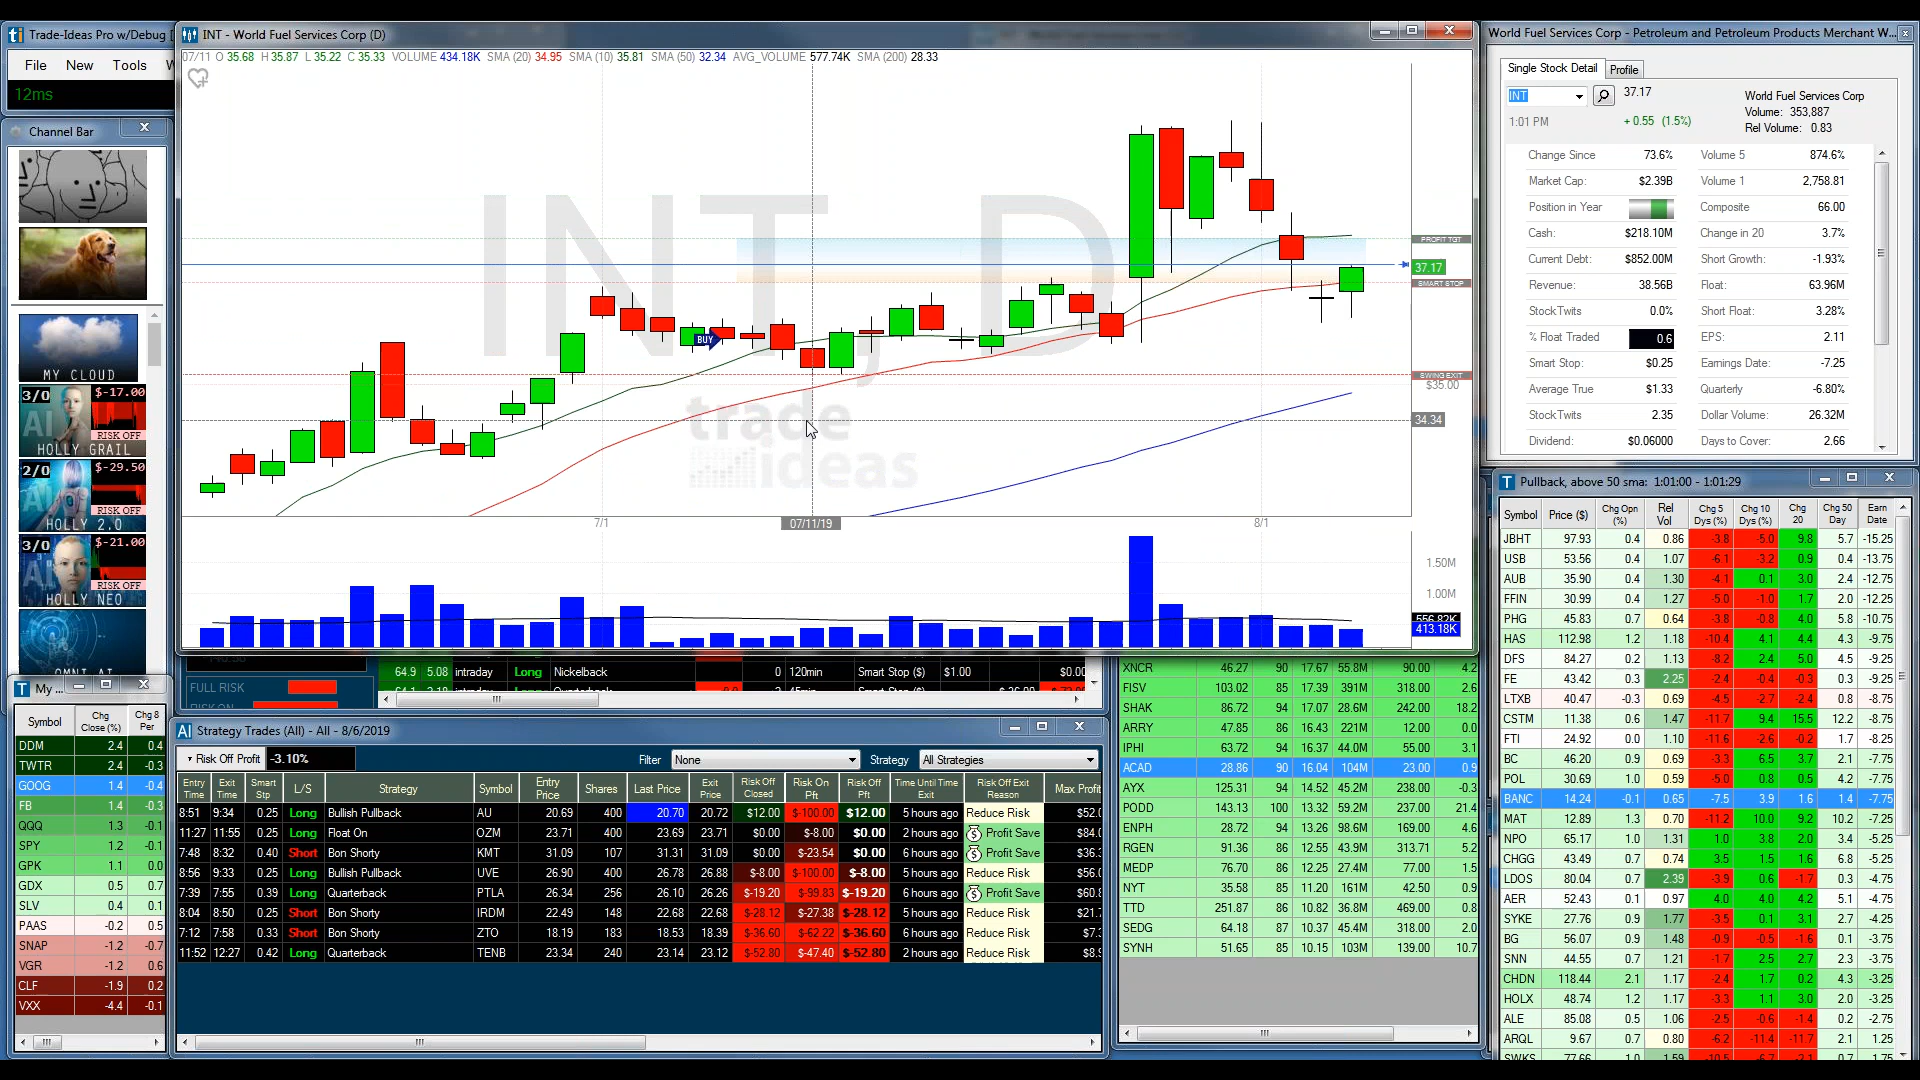 Trade-Ideas Pro w/Debug [
File New Tools W
12ms
Channel Bar
MY CLOUD
3/0 $-17.00
RISK OFF
HOLLY GRAIL
2/0 $-29.50
HOLLY 2.0
3/0 $-21.00
RISK OFF
HOLLY NEO
OMNI AI
INT - World Fuel Services Corp (D)
07/11 O 35.68 H 35.87 L 35.22 C 35.33 VOLUME 434.18K SMA (20) 34.95 SMA (10) 35.81 SMA (50) 32.34 AVG_VOLUME 577.74K SMA (200) 28.33
INT, D
PROFIT TGT
37.17
SMART STOP
BUY
SWING EXIT
$35.00
34.34
trade
ideas
7/1 07/11/19 8/1
1.50M
1.00M
556.82K
413.18K
World Fuel Services Corp - Petroleum and Petroleum Products Merchant W...
Single Stock Detail Profile
INT 37.17 World Fuel Services Corp
1:01 PM + 0.55 (1.5%) Volume: 353,887
Rel Volume: 0.83
Change Since 73.6% Volume 5 874.6%
Market Cap: $2.39B Volume 1 2,758.81
Position in Year Composite 66.00
Cash: $218.10M Change in 20 3.7%
Current Debt: $852.00M Short Growth: -1.93%
Revenue: 38.56B Float: 63.96M
StockTwits 0.0% Short Float: 3.28%
% Float Traded 0.6 EPS: 2.11
Smart Stop: $0.25 Earnings Date: -7.25
Average True $1.33 Quarterly -6.80%
StockTwits 2.35 Dollar Volume: 26.32M
Dividend: $0.06000 Days to Cover: 2.66
Pullback, above 50 sma: 1:01:00 - 1:01:29
Symbol Price ($) Chg Opn (%) Rel Vol Chg 5 Dys (%) Chg 10 Dys (%) Chg 20 Chg 50 Day Earn Date
JBHT 97.93 0.4 0.86 -3.8 -5.0 9.8 5.7 -15.25
USB 53.56 0.4 1.07 -6.1 -3.2 0.9 0.4 -13.75
AUB 35.90 0.4 1.30 -4.1 0.1 3.0 2.4 -12.75
FFIN 30.99 0.4 1.27 -5.0 -1.0 1.7 2.0 -12.25
PHG 45.83 0.7 0.64 -3.8 -0.8 4.0 5.8 -10.75
HAS 112.98 1.2 1.18 -10.4 4.1 4.4 4.3 -9.75
DFS 84.27 0.2 1.13 -8.2 2.4 5.0 4.5 -9.25
FE 43.42 0.3 2.25 -2.4 -0.4 -0.3 0.3 -9.25
LTXB 40.47 -0.3 0.69 -4.5 -2.7 -2.4 0.8 -8.75
CSTM 11.38 0.6 1.47 -11.7 9.4 15.5 12.2 -8.75
FTI 24.92 0.0 1.10 -11.6 -2.6 -0.2 1.7 -8.25
BC 46.20 0.9 0.69 -3.3 6.5 3.7 0.2 -7.75
POL 30.69 1.0 0.59 -5.0 0.8 0.5 4.2 -7.75
BANC 14.24 -0.1 0.65 -7.5 3.9 1.6 1.4 -7.75
MAT 12.89 1.3 0.70 -11.2 10.0 9.2 10.2 -7.25
NPO 65.17 1.0 1.31 1.0 3.8 2.0 3.4 -5.25
CHGG 43.49 0.7 0.74 3.5 1.5 1.6 6.8 -5.25
LDOS 80.04 0.7 2.39 -3.9 0.6 -1.7 0.3 -4.75
AER 52.43 0.1 0.97 4.0 4.0 4.2 5.1 -4.75
SYKE 27.76 0.9 1.77 -3.5 0.1 3.1 2.7 -4.25
BG 56.07 0.9 1.48 -0.9 -0.5 -1.6 0.1 -3.75
SNN 44.55 0.7 1.21 -1.7 2.5 2.7 2.3 -3.75
CHDN 118.44 2.1 1.17 -2.4 1.7 0.2 4.3 -3.25
HOLX 48.74 1.2 1.17 -3.3 1.1 3.0 2.0 -3.25
ALE 85.08 0.5 1.06 -2.5 -0.6 -1.4 0.2 -2.75
ARQL 9.67 0.7 0.80 -6.2 -11.4 -11.7 2.1 1.25
SWKS 77.66 1.0 1.59 -10.5 -6.7 -2.1 0.7 1.75
FULL RISK
RISK ON
64.9 5.08 intraday Long Nickelback 0 120min Smart Stop ($) $1.00 $0.00
My ...
Symbol Chg Close (%) Chg 8 Per
DDM 2.4 0.4
TWTR 2.4 -0.3
GOOG 1.4 -0.4
FB 1.4 -0.3
QQQ 1.3 -0.1
SPY 1.2 -0.1
GPK 1.1 0.0
GDX 0.5 0.7
SLV 0.4 0.1
PAAS -0.2 0.5
SNAP -1.2 -0.7
VGR -1.2 0.6
CLF -1.9 0.2
VXX -4.4 -0.1
AI Strategy Trades (All) - All - 8/6/2019
Risk Off Profit -3.10% Filter None Strategy All Strategies
Entry Time Exit Time Smart Stp L/S Strategy Symbol Entry Price Shares Last Price Exit Price Risk Off Closed Risk On Pft Risk Off Pft Time Until Time Exit Risk Off Exit Reason Max Profit
8:51 9:34 0.25 Long Bullish Pullback AU 20.69 400 20.70 20.72 $12.00 $-100.00 $12.00 5 hours ago Reduce Risk $52.0
11:27 11:55 0.25 Long Float On OZM 23.71 400 23.69 23.71 $0.00 $-8.00 $0.00 2 hours ago Profit Save $84.0
7:48 8:32 0.40 Short Bon Shorty KMT 31.09 107 31.31 31.09 $0.00 $-23.54 $0.00 6 hours ago Profit Save $36.3
8:56 9:33 0.25 Long Bullish Pullback UVE 26.90 400 26.78 26.88 $-8.00 $-100.00 $-8.00 5 hours ago Reduce Risk $56.0
7:39 7:55 0.39 Long Quarterback PTLA 26.34 256 26.10 26.26 $-19.20 $-99.83 $-19.20 6 hours ago Profit Save $60.8
8:04 8:50 0.25 Short Bon Shorty IRDM 22.49 148 22.68 22.68 $-28.12 $-27.38 $-28.12 5 hours ago Reduce Risk $21.7
7:12 7:58 0.33 Short Bon Shorty ZTO 18.19 183 18.53 18.39 $-36.60 $-62.22 $-36.60 6 hours ago Reduce Risk $7.3
11:52 12:27 0.42 Long Quarterback TENB 23.34 240 23.14 23.12 $-52.80 $-47.40 $-52.80 2 hours ago Reduce Risk $8.9
XNCR 46.27 90 17.67 55.8M 90.00 4.2
FISV 103.02 85 17.39 391M 318.00 2.6
SHAK 86.72 94 17.07 28.6M 242.00 18.2
ARRY 47.85 86 16.43 221M 12.00 0.0
IPHI 63.72 94 16.37 44.0M 55.00 3.1
ACAD 28.86 90 16.04 104M 23.00 0.9
AYX 125.31 94 14.52 45.2M 238.00 -0.3
PODD 143.13 100 13.32 59.2M 237.00 21.4
ENPH 28.72 94 13.26 98.6M 169.00 4.6
RGEN 91.36 86 12.55 43.9M 313.71 5.2
MEDP 76.70 86 12.25 27.4M 77.00 1.5
NYT 35.58 85 11.20 161M 42.50 0.9
TTD 251.87 86 10.82 36.8M 469.00 0.8
SEDG 64.18 87 10.37 45.4M 318.00 2.0
SYNH 51.65 85 10.15 103M 139.00 10.7